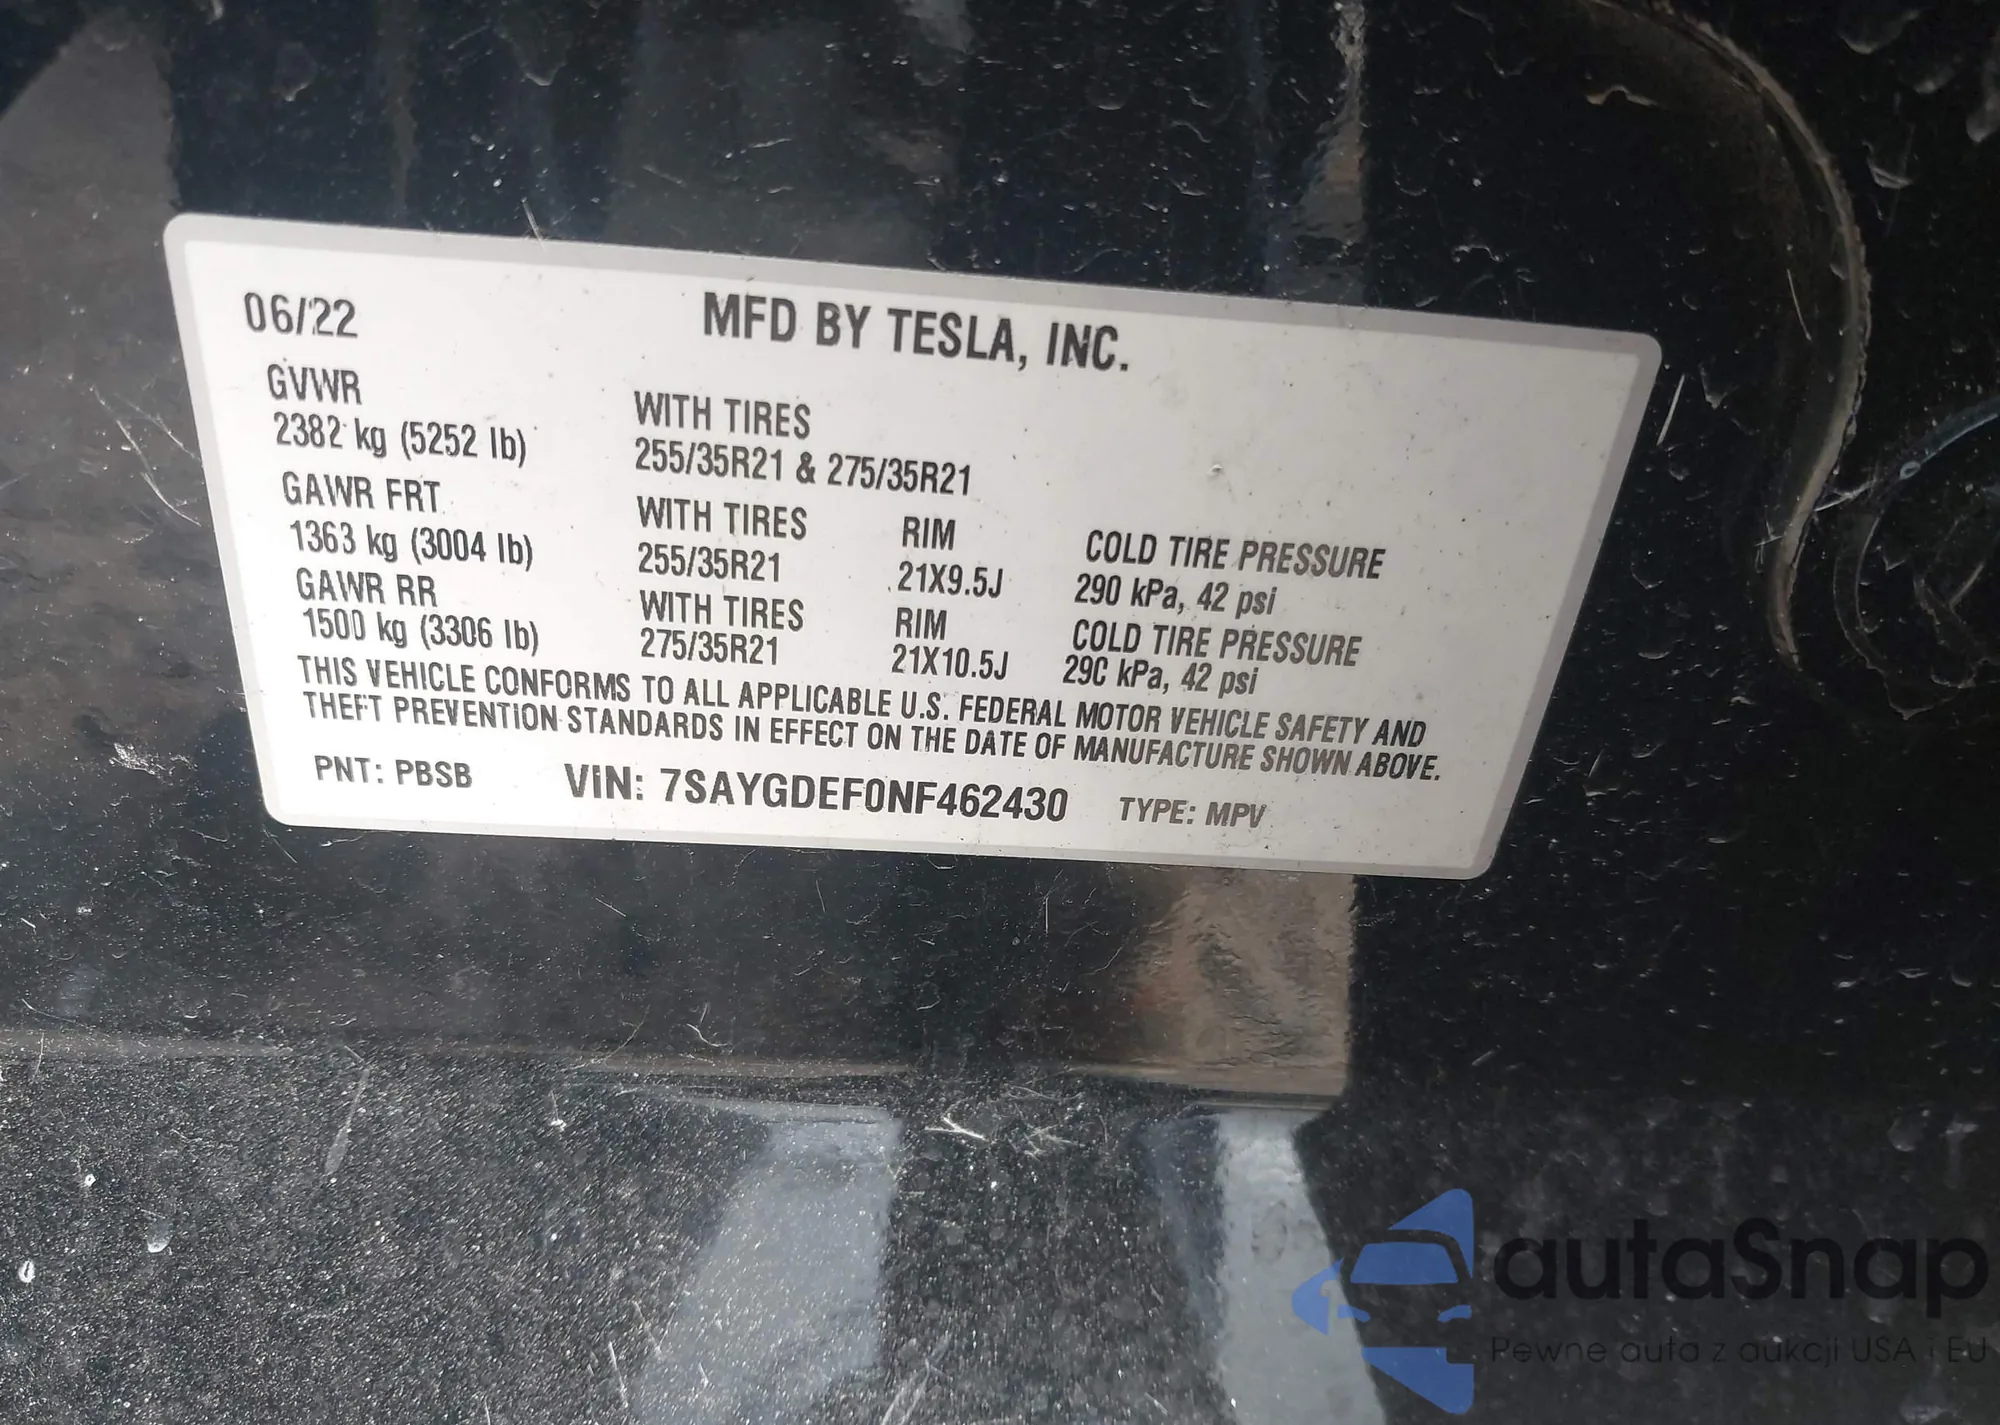 06/22 MFD BY TESLA, INC.
GVWR WITH TIRES
2382 kg (5252 lb) 255/35R21 & 275/35R21
GAWR FRT WITH TIRES RIM COLD TIRE PRESSURE
1363 kg (3004 lb) 255/35R21 21X9.5J 290 kPa, 42 psi
GAWR RR WITH TIRES RIM COLD TIRE PRESSURE
1500 kg (3306 lb) 275/35R21 21X10.5J 290 kPa, 42 psi
THIS VEHICLE CONFORMS TO ALL APPLICABLE U.S. FEDERAL MOTOR VEHICLE SAFETY AND
THEFT PREVENTION STANDARDS IN EFFECT ON THE DATE OF MANUFACTURE SHOWN ABOVE.
PNT: PBSB VIN: 7SAYGDEF0NF462430 TYPE: MPV
autaSnap
Pewne auta z aukcji USA i EU